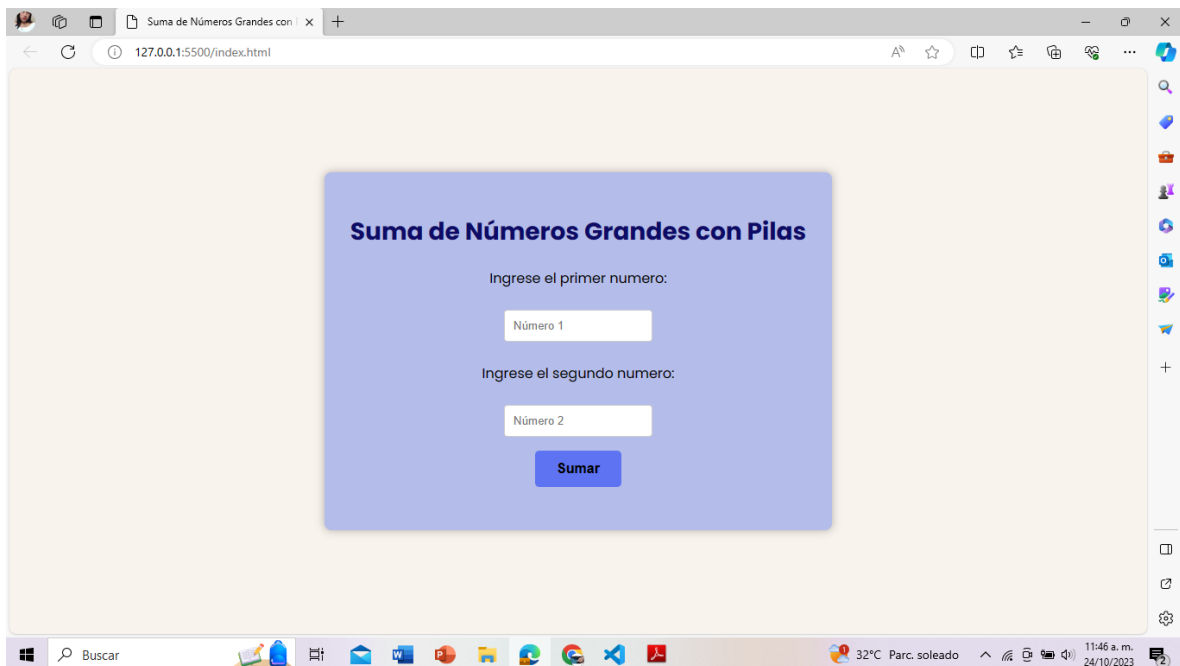 Suma de Números Grandes con
127.0.0.1:5500/index.html
Suma de Números Grandes con Pilas
Ingrese el primer numero:
Número 1
Ingrese el segundo numero:
Número 2
Sumar
Buscar
32°C Parc. soleado
11:46 a. m.
24/10/2023
2